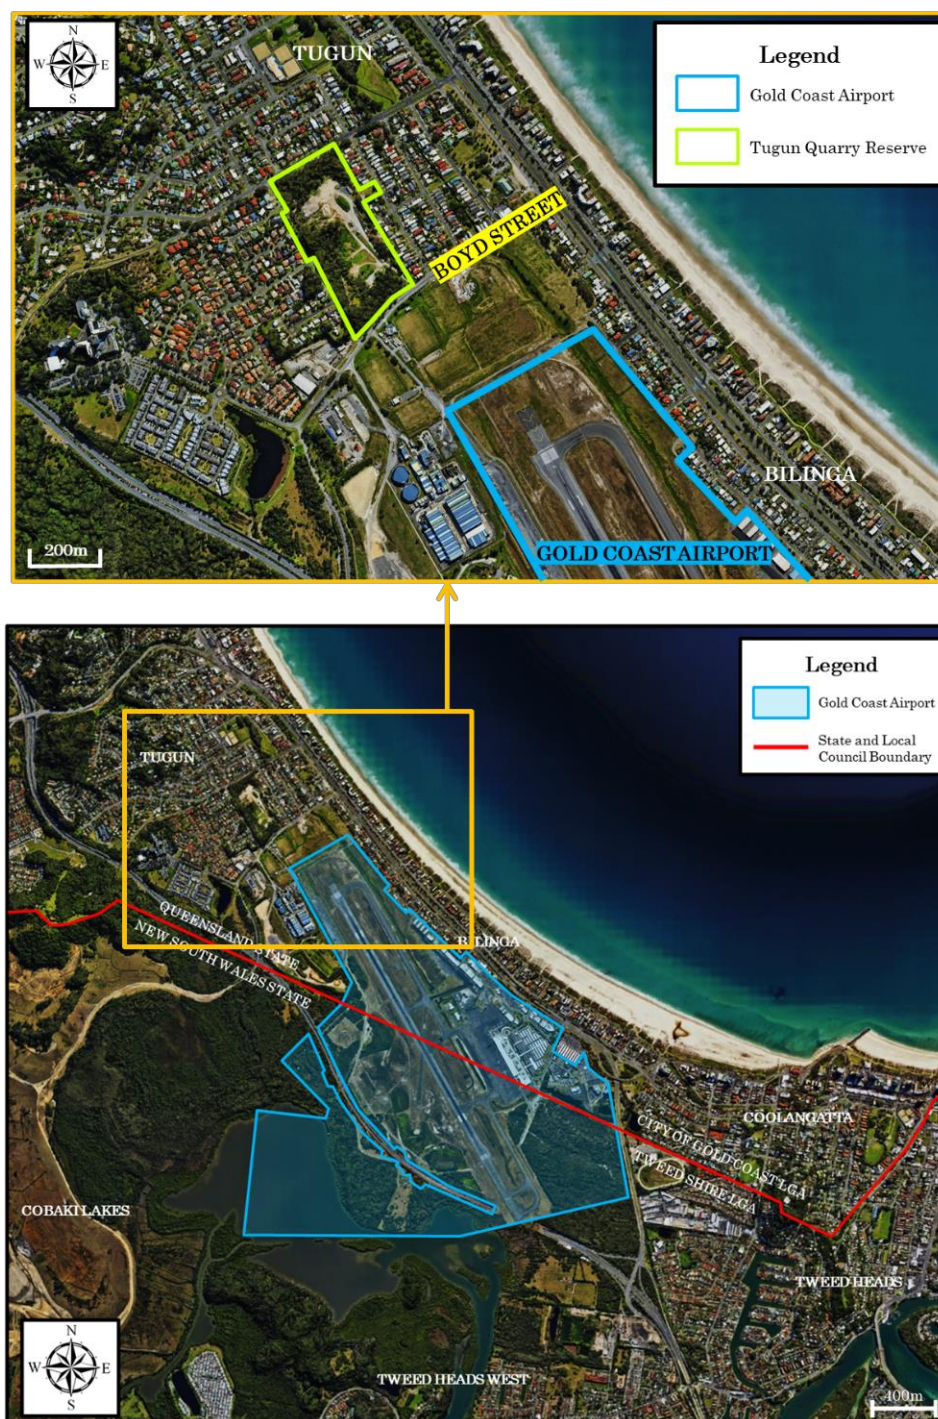 N
W E
S
TUGUN
Legend
Gold Coast Airport
Tugun Quarry Reserve
BOYD STREET
BILINGA
GOLD COAST AIRPORT
200m
Legend
Gold Coast Airport
State and Local
Council Boundary
TUGUN
QUEENSLAND STATE
NEW SOUTH WALES STATE
BILINGA
COOLANGATTA
CITY OF GOLD COAST LGA
TWEED SHIRE LGA
COBAKI LAKES
TWEED HEADS
N
W E
S
TWEED HEADS WEST
400m